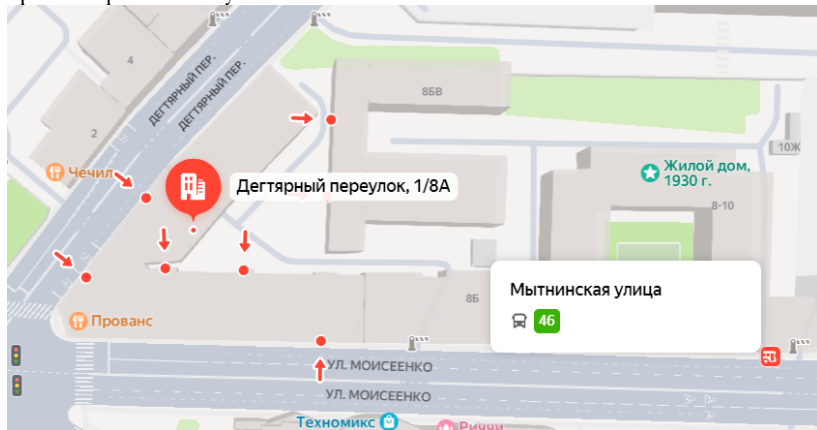 4
ДЕГТЯРНЫЙ ПЕР.
ДЕГТЯРНЫЙ ПЕР.
8БВ
2
10Ж
Чечил
Жилой дом,
1930 г.
Дегтярный переулок, 1/8А
8-10
8Б
Мытнинская улица
46
Прованс
УЛ. МОИСЕЕНКО
УЛ. МОИСЕЕНКО
Техномикс
Риччи